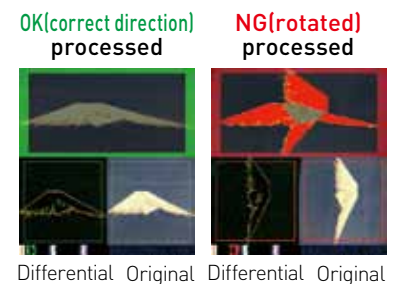 OK(correct direction)
processed
NG(rotated)
processed
Differential Original
Differential Original